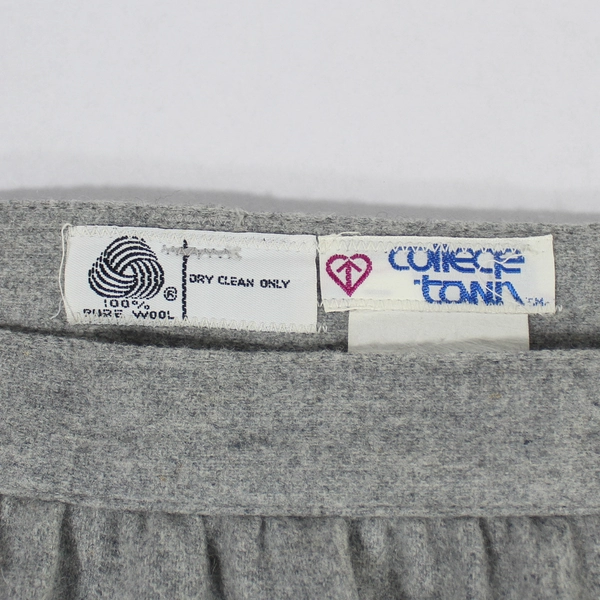 100%
PURE WOOL
®
DRY CLEAN ONLY
college
town T.M.